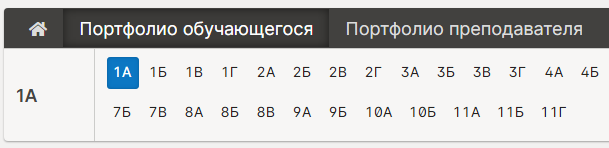 Портфолио обучающегося Портфолио преподавателя
1А 1Б 1В 1Г 2А 2Б 2В 2Г 3А 3Б 3В 3Г 4А 4Б
1А
7Б 7В 8А 8Б 8В 9А 9Б 10А 10Б 11А 11Б 11Г